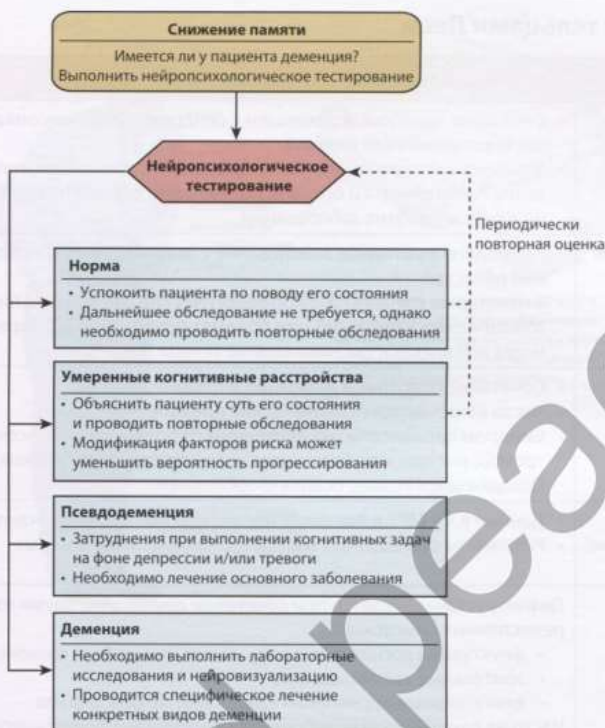 Снижение памяти
Имеется ли у пациента деменция?
Выполнить нейропсихологическое тестирование
Нейропсихологическое
тестирование
Периодически
повторная оценка
Норма
• Успокоить пациента по поводу его состояния
• Дальнейшее обследование не требуется, однако
необходимо проводить повторные обследования
Умеренные когнитивные расстройства
• Объяснить пациенту суть его состояния
и проводить повторные обследования
• Модификация факторов риска может
уменьшить вероятность прогрессирования
Псевдодеменция
• Затруднения при выполнении когнитивных задач
на фоне депрессии и/или тревоги
• Необходимо лечение основного заболевания
Деменция
• Необходимо выполнить лабораторные
исследования и нейровизуализацию
• Проводится специфическое лечение
конкретных видов деменции